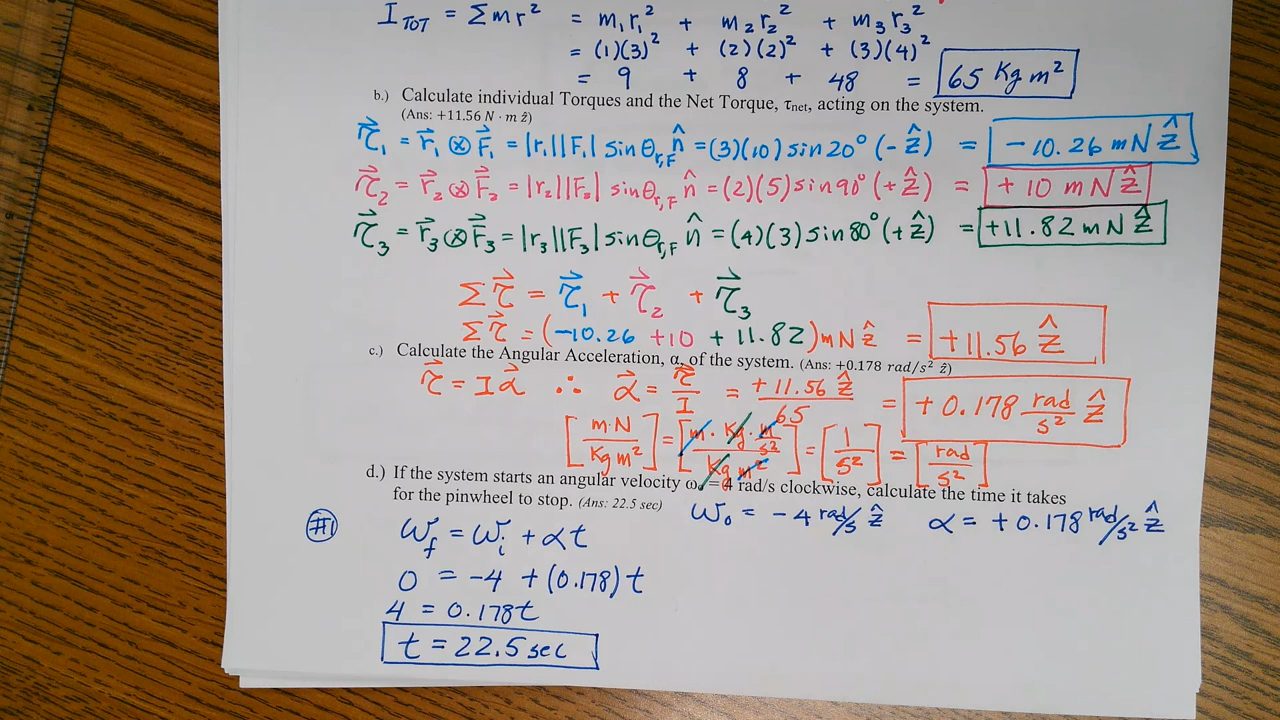 I_TOT = Σmr² = m₁r₁² + m₂r₂² + m₃r₃²
= (1)(3)² + (2)(2)² + (3)(4)²
= 9 + 8 + 48 = 65 Kg m²
b.) Calculate individual Torques and the Net Torque, τnet, acting on the system.
(Ans: +11.56 N · m ẑ)
τ⃗₁ = r⃗₁ ⊗ F⃗₁ = |r₁||F₁| sin θr,F n̂ = (3)(10) sin 20° (-ẑ) = -10.26 mN ẑ
τ⃗₂ = r⃗₂ ⊗ F⃗₂ = |r₂||F₂| sin θr,F n̂ = (2)(5) sin 90° (+ẑ) = +10 mN ẑ
τ⃗₃ = r⃗₃ ⊗ F⃗₃ = |r₃||F₃| sin θr,F n̂ = (4)(3) sin 80° (+ẑ) = +11.82 mN ẑ
Στ⃗ = τ⃗₁ + τ⃗₂ + τ⃗₃
Στ⃗ = (-10.26 +10 + 11.82) mN ẑ = +11.56 ẑ
c.) Calculate the Angular Acceleration, α, of the system. (Ans: +0.178 rad/s² ẑ)
τ⃗ = Iα⃗ ∴ α⃗ = τ⃗/I = +11.56 ẑ/65 = +0.178 rad/s² ẑ
[m·N/Kg m²] = [m · Kg · m/s²/Kg m²] = [1/s²] = [rad/s²]
d.) If the system starts an angular velocity ω₀ = 4 rad/s clockwise, calculate the time it takes
for the pinwheel to stop. (Ans: 22.5 sec)
ω₀ = -4 rad/s ẑ α = +0.178 rad/s² ẑ
#1 ωf = ωi + αt
0 = -4 + (0.178) t
4 = 0.178t
t = 22.5 sec